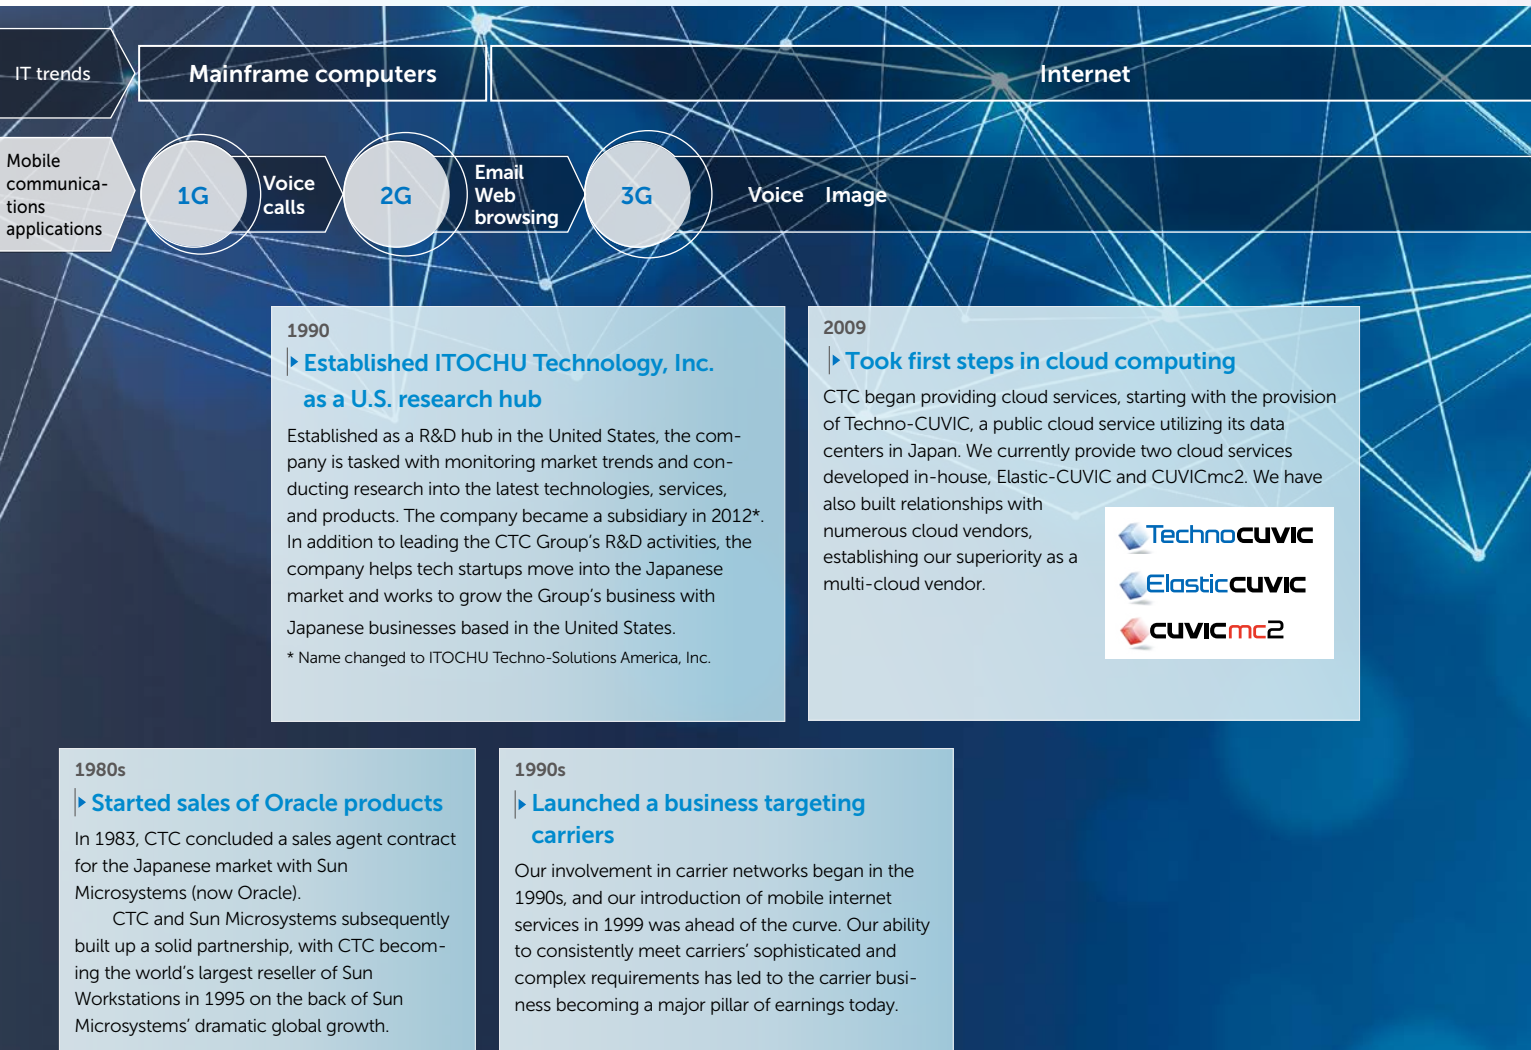 IT trends
Mainframe computers
Internet
Mobile
communica-
tions
applications
1G
Voice
calls
2G
Email
Web
browsing
3G
Voice Image
1990
Established ITOCHU Technology, Inc.
as a U.S. research hub
Established as a R&D hub in the United States, the com-
pany is tasked with monitoring market trends and con-
ducting research into the latest technologies, services,
and products. The company became a subsidiary in 2012*.
In addition to leading the CTC Group's R&D activities, the
company helps tech startups move into the Japanese
market and works to grow the Group's business with
Japanese businesses based in the United States.
* Name changed to ITOCHU Techno-Solutions America, Inc.
2009
Took first steps in cloud computing
CTC began providing cloud services, starting with the provision
of Techno-CUVIC, a public cloud service utilizing its data
centers in Japan. We currently provide two cloud services
developed in-house, Elastic-CUVIC and CUVICmc2. We have
also built relationships with
numerous cloud vendors,
establishing our superiority as a
multi-cloud vendor.
TechnoCUVIC
ElasticCUVIC
CUVICmc2
1980s
Started sales of Oracle products
In 1983, CTC concluded a sales agent contract
for the Japanese market with Sun
Microsystems (now Oracle).
CTC and Sun Microsystems subsequently
built up a solid partnership, with CTC becom-
ing the world's largest reseller of Sun
Workstations in 1995 on the back of Sun
Microsystems' dramatic global growth.
1990s
Launched a business targeting
carriers
Our involvement in carrier networks began in the
1990s, and our introduction of mobile internet
services in 1999 was ahead of the curve. Our ability
to consistently meet carriers' sophisticated and
complex requirements has led to the carrier busi-
ness becoming a major pillar of earnings today.